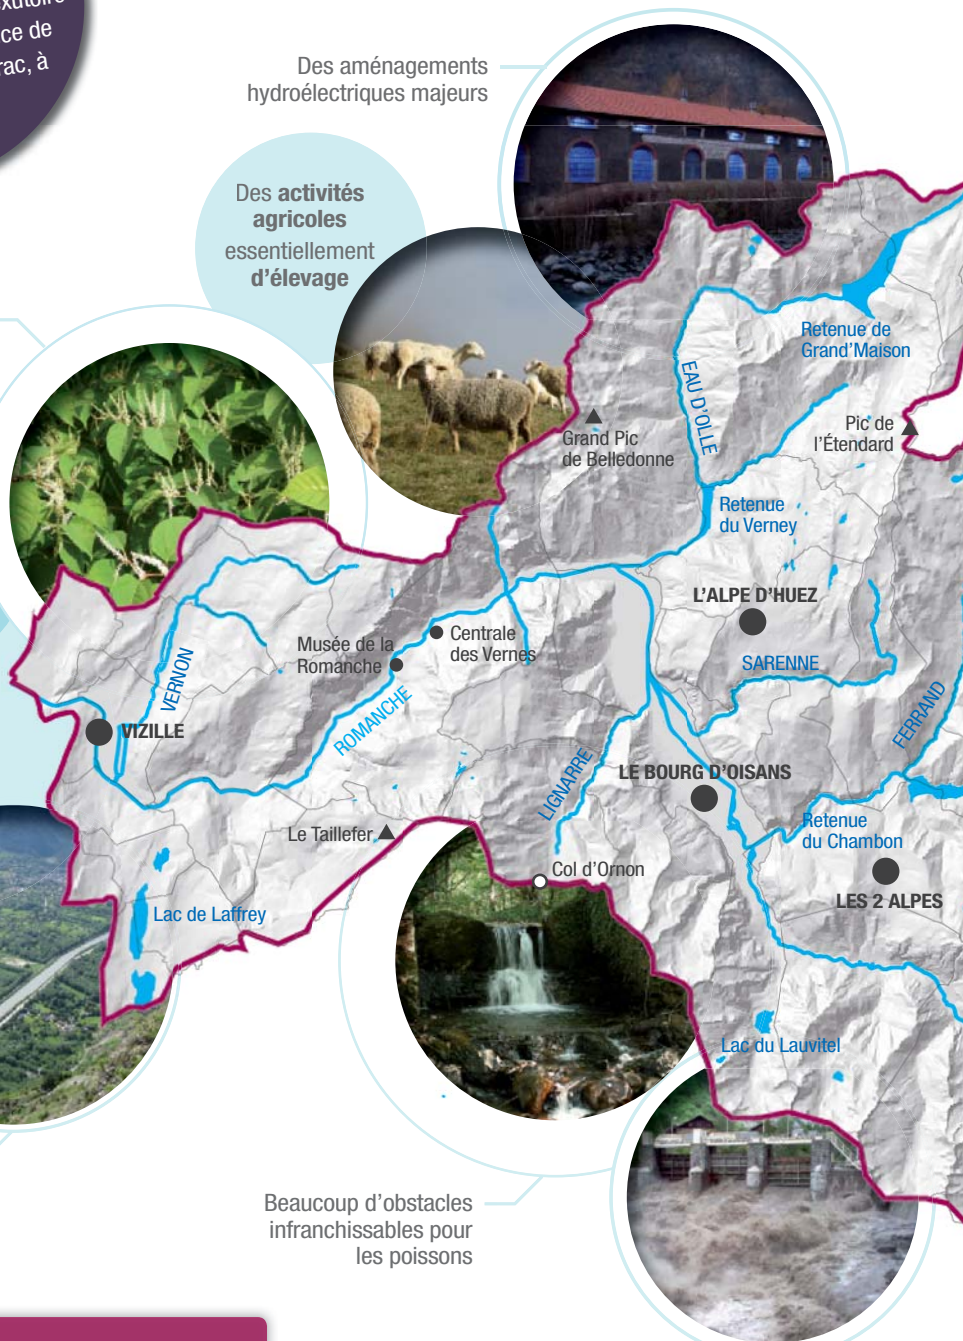 ce de
rac, à
Des aménagements
hydroélectriques majeurs
Des activités
agricoles
essentiellement
d'élevage
Retenue de
Grand'Maison
EAU D'OLLE
Pic de
l'Étendard
Grand Pic
de Belledonne
Retenue
du Verney
L'ALPE D'HUEZ
Centrale
des Vernes
Musée de la
Romanche
SARENNE
VERNON
ROMANCHE
FERRAND
VIZILLE
LIGNARRE
LE BOURG D'OISANS
Retenue
du Chambon
Le Taillefer
Col d'Ornon
LES 2 ALPES
Lac de Laffrey
Lac du Lauvitel
Beaucoup d'obstacles
infranchissables pour
les poissons